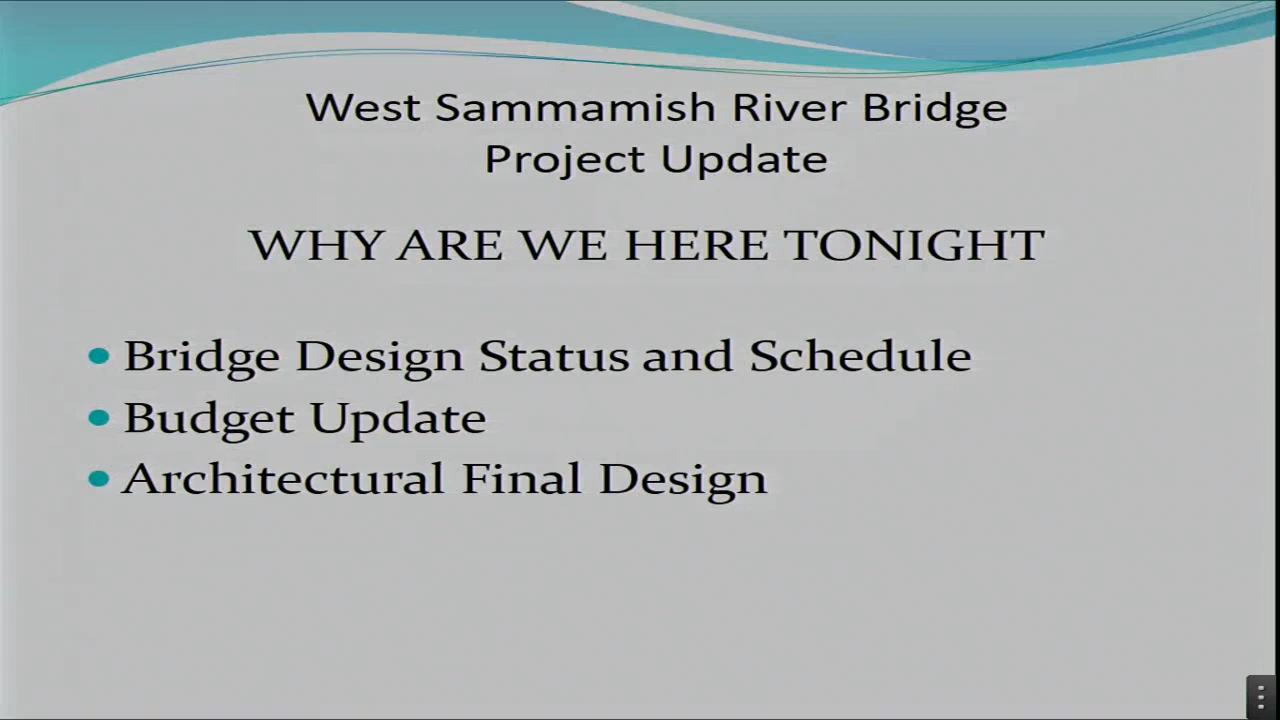 West Sammamish River Bridge
Project Update
WHY ARE WE HERE TONIGHT
• Bridge Design Status and Schedule
• Budget Update
• Architectural Final Design